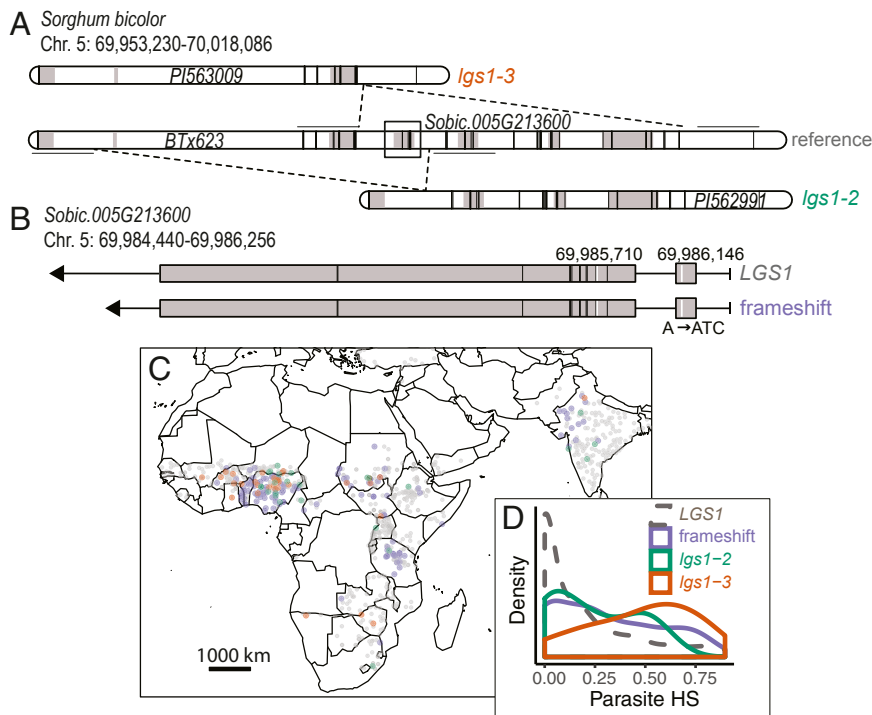 A
Sorghum bicolor
Chr. 5: 69,953,230-70,018,086
PI563009
lgs1-3
Sobic.005G213600
BTx623
reference
PI562991
lgs1-2
B
Sobic.005G213600
Chr. 5: 69,984,440-69,986,256
69,985,710
69,986,146
LGS1
frameshift
A→ATC
C
1000 km
D
LGS1
frameshift
lgs1−2
lgs1−3
Density
0.00 0.25 0.50 0.75
Parasite HS